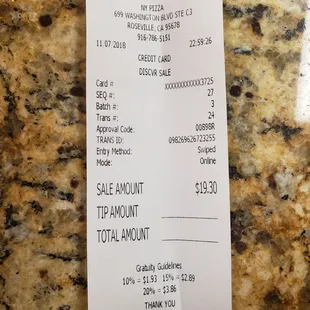 NY PIZZA
699 WASHINGTON BLVD STE C3
ROSEVILLE, CA 95678
916-786-5151
11/07/2018 22:59:26
CREDIT CARD
DISCVR SALE
Card # XXXXXXXXXXXX3725
SEQ #: 27
Batch #: 3
Trans #: 24
Approval Code: 00898R
TRANS ID: 098269626723255
Entry Method: Swiped
Mode: Online
SALE AMOUNT $19.30
TIP AMOUNT
TOTAL AMOUNT
Gratuity Guidelines
10% = $1.93 15% = $2.89
20% = $3.86
THANK YOU